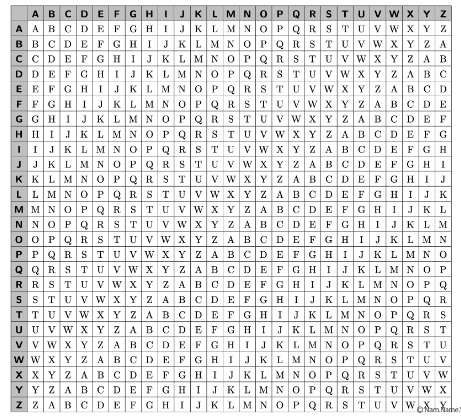 A B C D E F G H I J K L M N O P Q R S T U V W X Y Z
A A B C D E F G H I J K L M N O P Q R S T U V W X Y Z
B B C D E F G H I J K L M N O P Q R S T U V W X Y Z A
C C D E F G H I J K L M N O P Q R S T U V W X Y Z A B
D D E F G H I J K L M N O P Q R S T U V W X Y Z A B C
E E F G H I J K L M N O P Q R S T U V W X Y Z A B C D
F F G H I J K L M N O P Q R S T U V W X Y Z A B C D E
G G H I J K L M N O P Q R S T U V W X Y Z A B C D E F
H H I J K L M N O P Q R S T U V W X Y Z A B C D E F G
I I J K L M N O P Q R S T U V W X Y Z A B C D E F G H
J J K L M N O P Q R S T U V W X Y Z A B C D E F G H I
K K L M N O P Q R S T U V W X Y Z A B C D E F G H I J
L L M N O P Q R S T U V W X Y Z A B C D E F G H I J K
M M N O P Q R S T U V W X Y Z A B C D E F G H I J K L
N N O P Q R S T U V W X Y Z A B C D E F G H I J K L M
O O P Q R S T U V W X Y Z A B C D E F G H I J K L M N
P P Q R S T U V W X Y Z A B C D E F G H I J K L M N O
Q Q R S T U V W X Y Z A B C D E F G H I J K L M N O P
R R S T U V W X Y Z A B C D E F G H I J K L M N O P Q
S S T U V W X Y Z A B C D E F G H I J K L M N O P Q R
T T U V W X Y Z A B C D E F G H I J K L M N O P Q R S
U U V W X Y Z A B C D E F G H I J K L M N O P Q R S T
V V W X Y Z A B C D E F G H I J K L M N O P Q R S T U
W W X Y Z A B C D E F G H I J K L M N O P Q R S T U V
X X Y Z A B C D E F G H I J K L M N O P Q R S T U V W
Y Y Z A B C D E F G H I J K L M N O P Q R S T U V W X
Z Z A B C D E F G H I J K L M N O P Q R S T U V W X Y